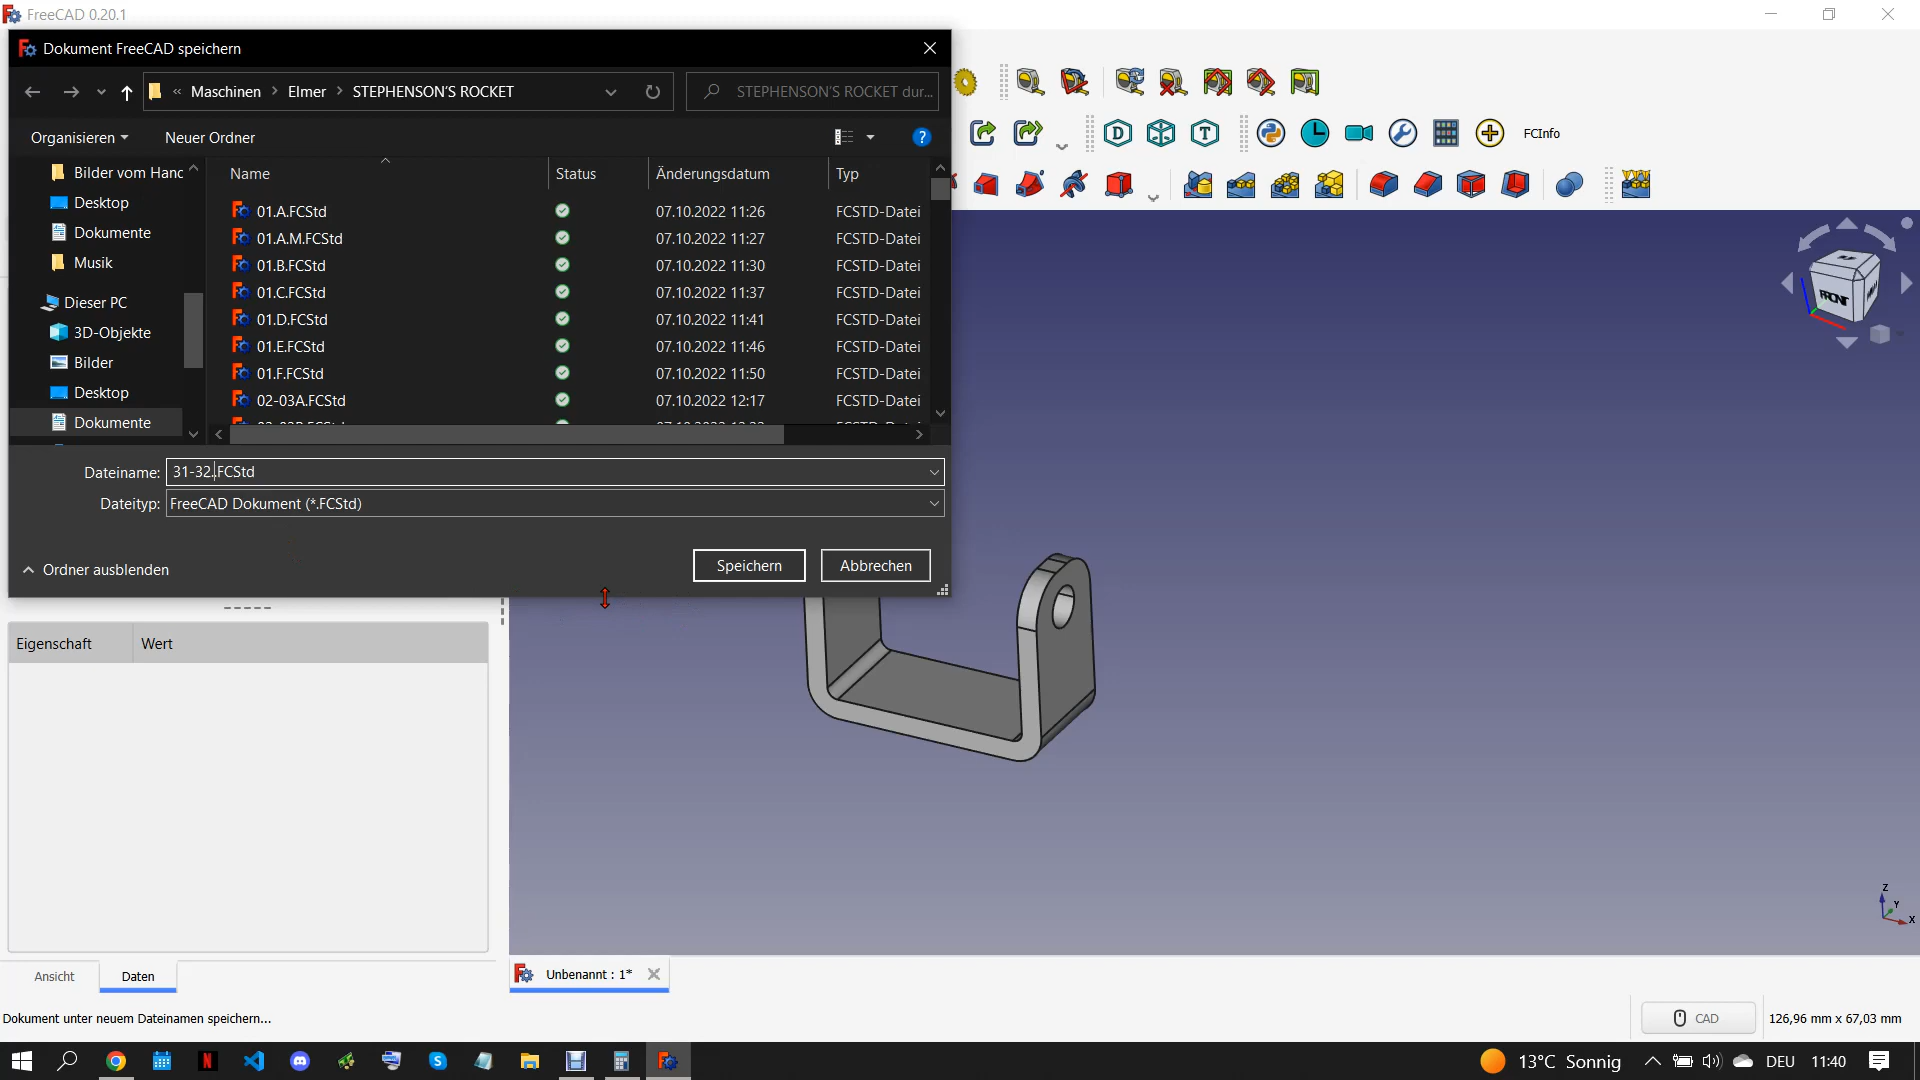 FreeCAD 0.20.1
Dokument FreeCAD speichern
« Maschinen › Elmer › STEPHENSON'S ROCKET
STEPHENSON'S ROCKET dur...
Organisieren
Neuer Ordner
Bilder vom Hand
Desktop
Dokumente
Musik
Dieser PC
3D-Objekte
Bilder
Desktop
Dokumente
Name Status Änderungsdatum Typ
01.A.FCStd 07.10.2022 11:26 FCSTD-Datei
01.A.M.FCStd 07.10.2022 11:27 FCSTD-Datei
01.B.FCStd 07.10.2022 11:30 FCSTD-Datei
01.C.FCStd 07.10.2022 11:37 FCSTD-Datei
01.D.FCStd 07.10.2022 11:41 FCSTD-Datei
01.E.FCStd 07.10.2022 11:46 FCSTD-Datei
01.F.FCStd 07.10.2022 11:50 FCSTD-Datei
02-03A.FCStd 07.10.2022 12:17 FCSTD-Datei
Dateiname: 31-32..FCStd
Dateityp: FreeCAD Dokument (*.FCStd)
Ordner ausblenden
Speichern
Abbrechen
D
T
FCInfo
FRONT
Eigenschaft Wert
Z
Y
X
Ansicht Daten
Unbenannt : 1*
Dokument unter neuem Dateinamen speichern...
CAD
126,96 mm x 67,03 mm
N
S
13°C Sonnig
DEU
11:40